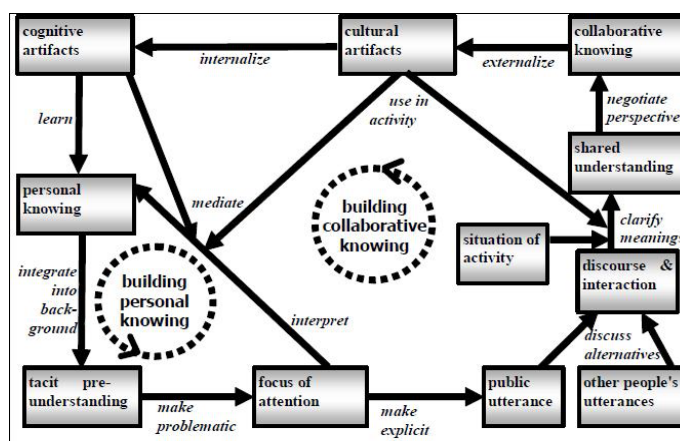 cognitive
artifacts
internalize
cultural
artifacts
externalize
collaborative
knowing
learn
use in
activity
negotiate
perspective
shared
understanding
personal
knowing
mediate
building
collaborative
knowing
situation of
activity
clarify
meanings
discourse &
interaction
integrate
into
back-
ground
building
personal
knowing
interpret
discuss
alternatives
tacit pre-
understanding
make
problematic
focus of
attention
make
explicit
public
utterance
other people's
utterances